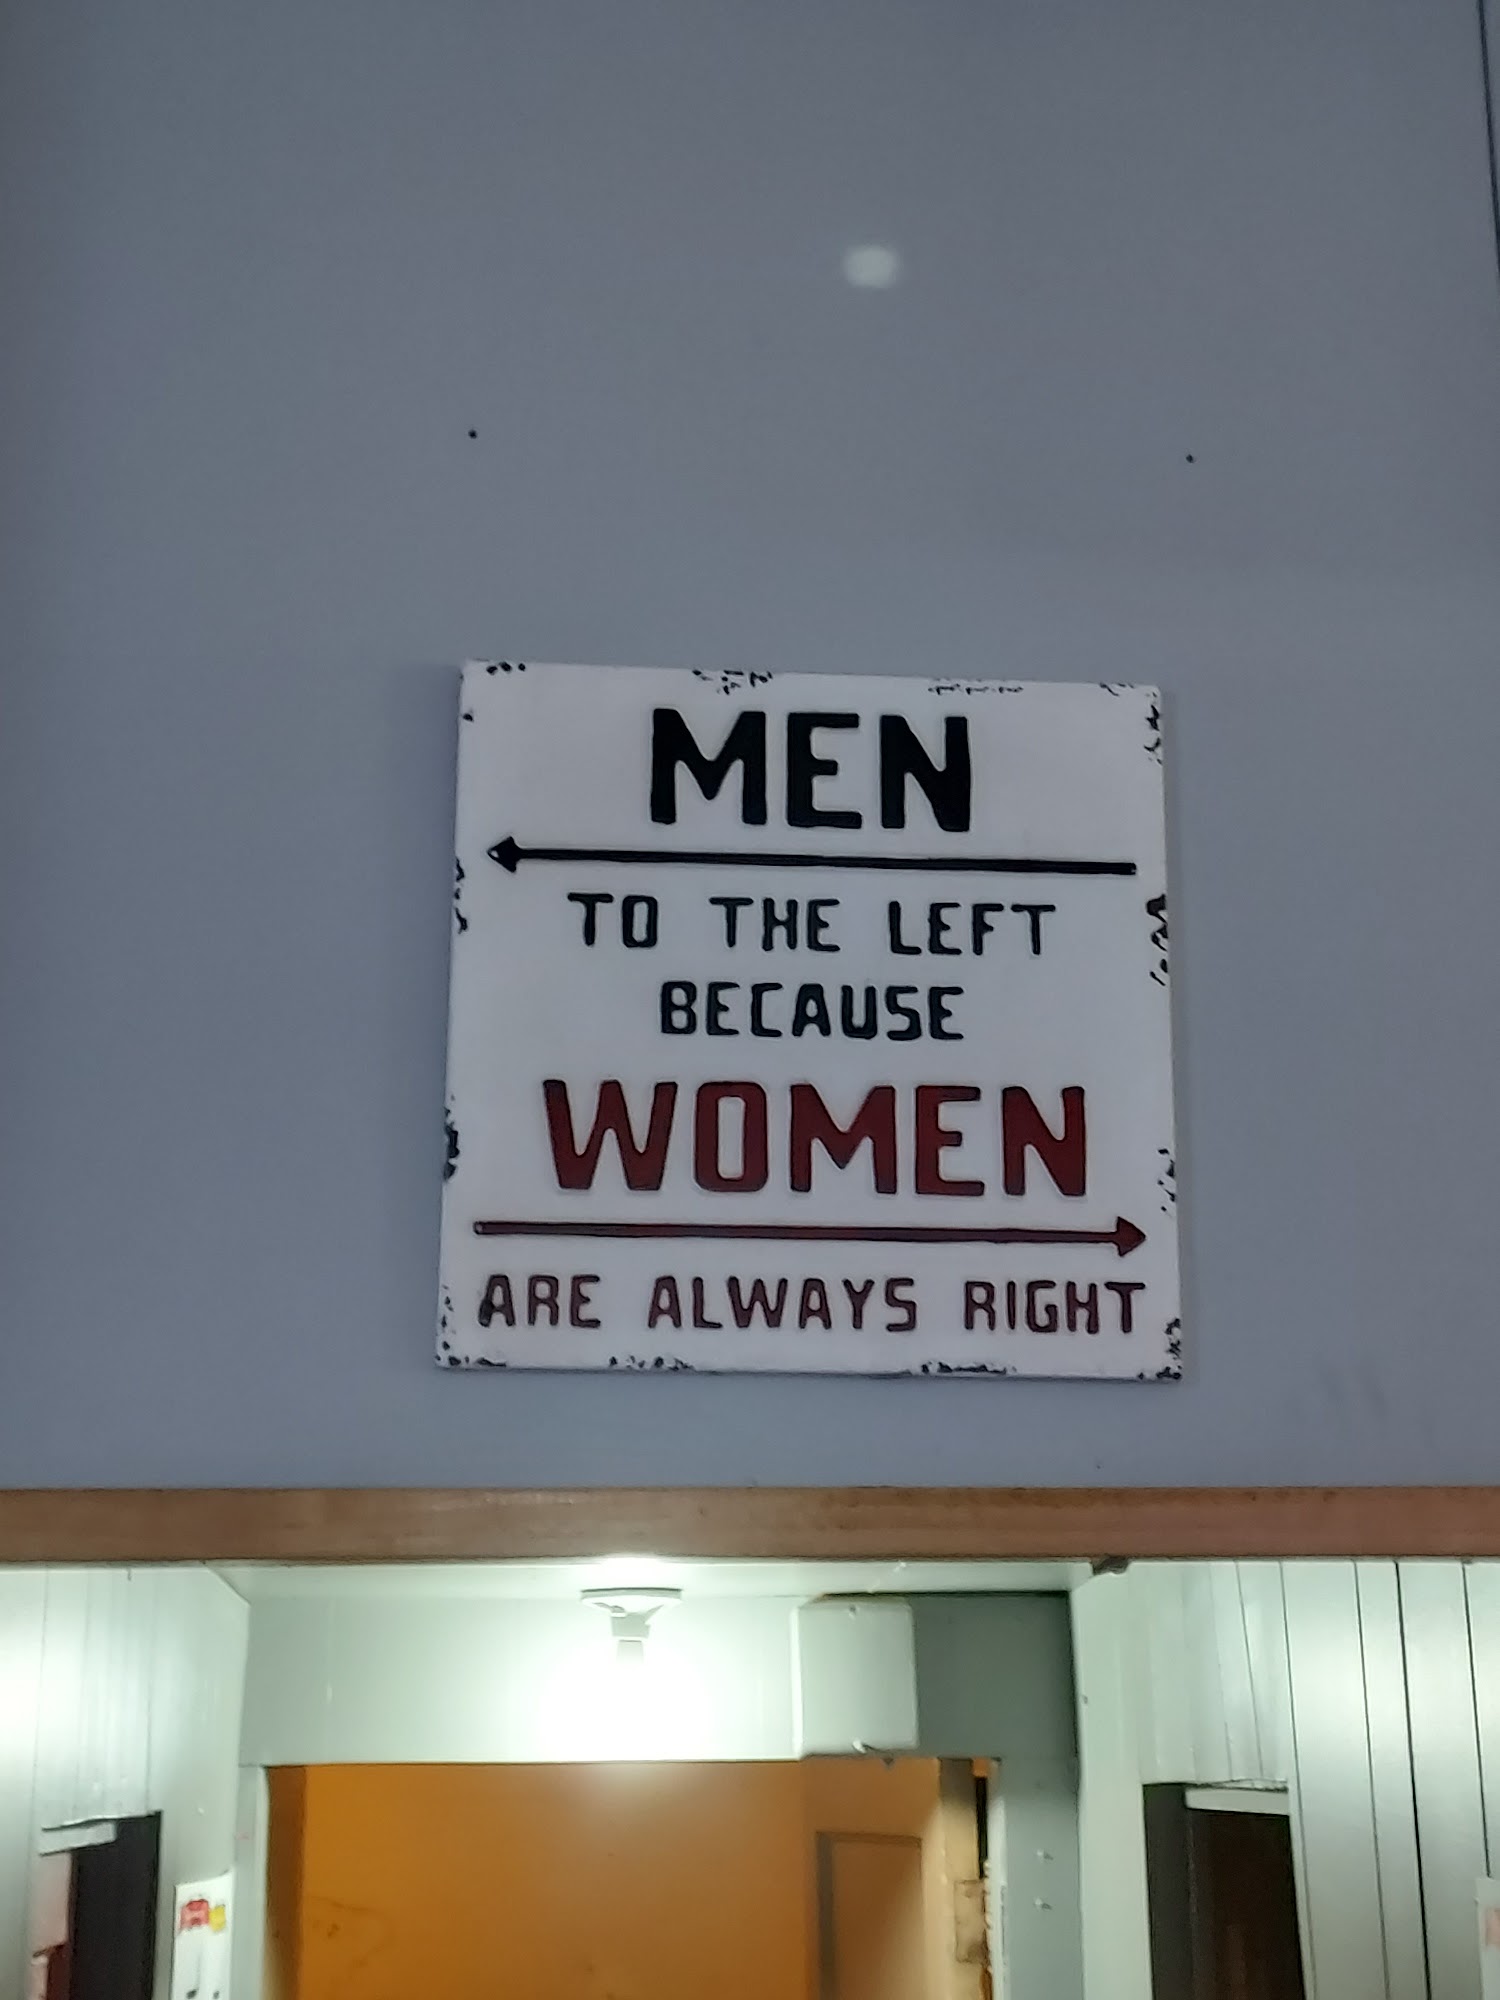 MEN
TO THE LEFT
BECAUSE
WOMEN
ARE ALWAYS RIGHT